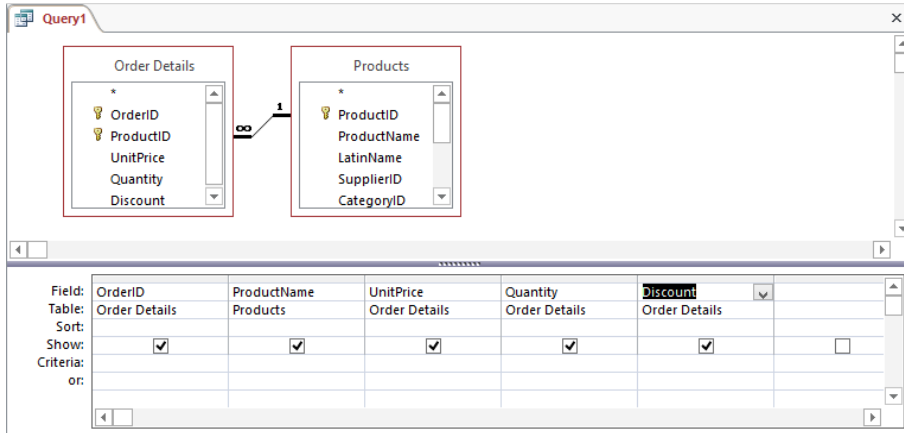 Query1
Order Details
*
OrderID
ProductID
UnitPrice
Quantity
Discount
∞ 1
Products
*
ProductID
ProductName
LatinName
SupplierID
CategoryID
Field: OrderID ProductName UnitPrice Quantity Discount
Table: Order Details Products Order Details Order Details Order Details
Sort:
Show:
Criteria:
or: